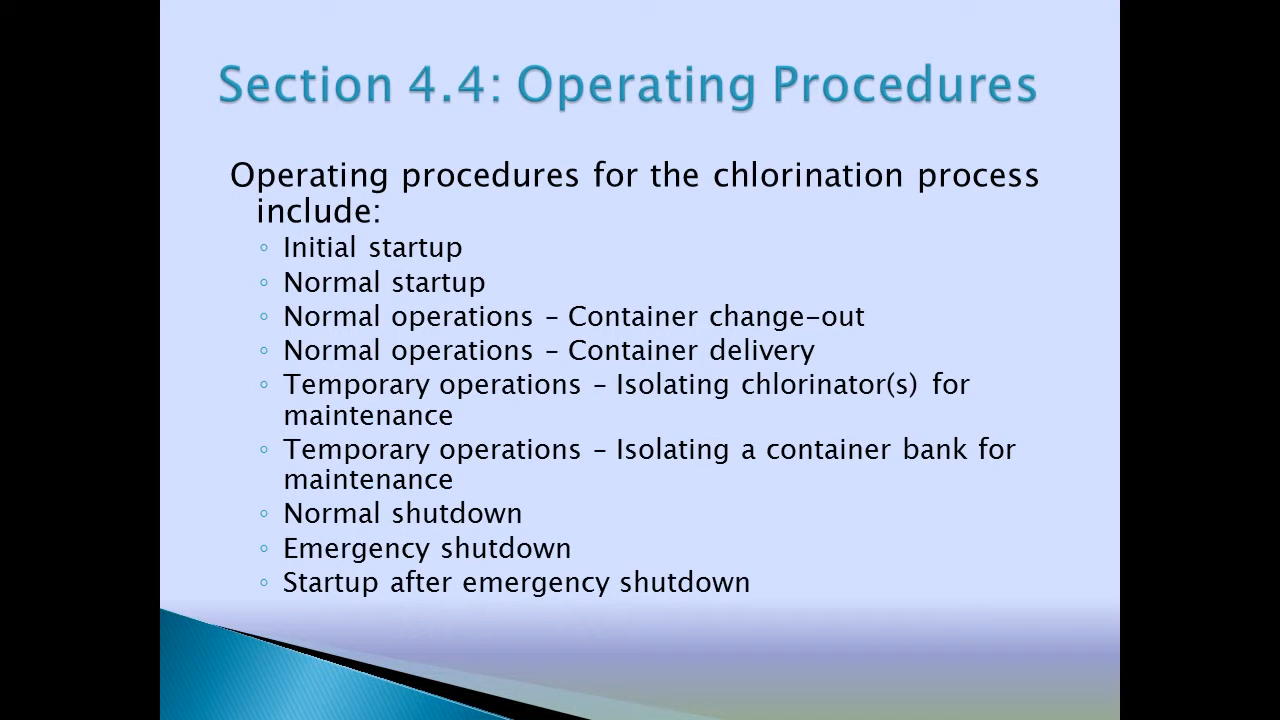 Section 4.4: Operating Procedures
Operating procedures for the chlorination process
include:
◦ Initial startup
◦ Normal startup
◦ Normal operations – Container change-out
◦ Normal operations – Container delivery
◦ Temporary operations – Isolating chlorinator(s) for
maintenance
◦ Temporary operations – Isolating a container bank for
maintenance
◦ Normal shutdown
◦ Emergency shutdown
◦ Startup after emergency shutdown